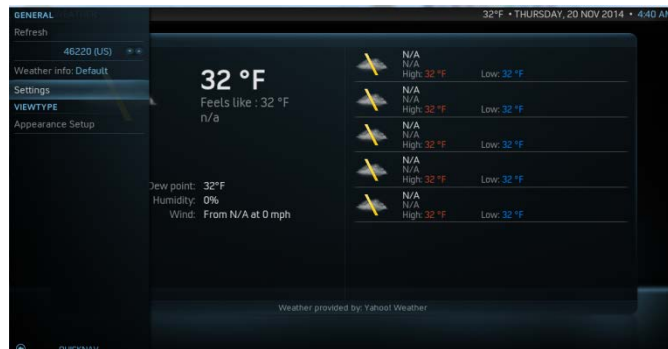 GENERAL
Refresh
46220 (US)
Weather info: Default
Settings
VIEWTYPE
Appearance Setup
32°F • THURSDAY, 20 NOV 2014 • 4:40 AM
32 °F
Feels like : 32 °F
n/a
Dew point: 32°F
Humidity: 0%
Wind: From N/A at 0 mph
N/A
N/A
High: 32 °F Low: 32 °F
N/A
N/A
High: 32 °F Low: 32 °F
N/A
N/A
High: 32 °F Low: 32 °F
N/A
N/A
High: 32 °F Low: 32 °F
N/A
N/A
High: 32 °F Low: 32 °F
Weather provided by: Yahoo! Weather
QUICKNAV